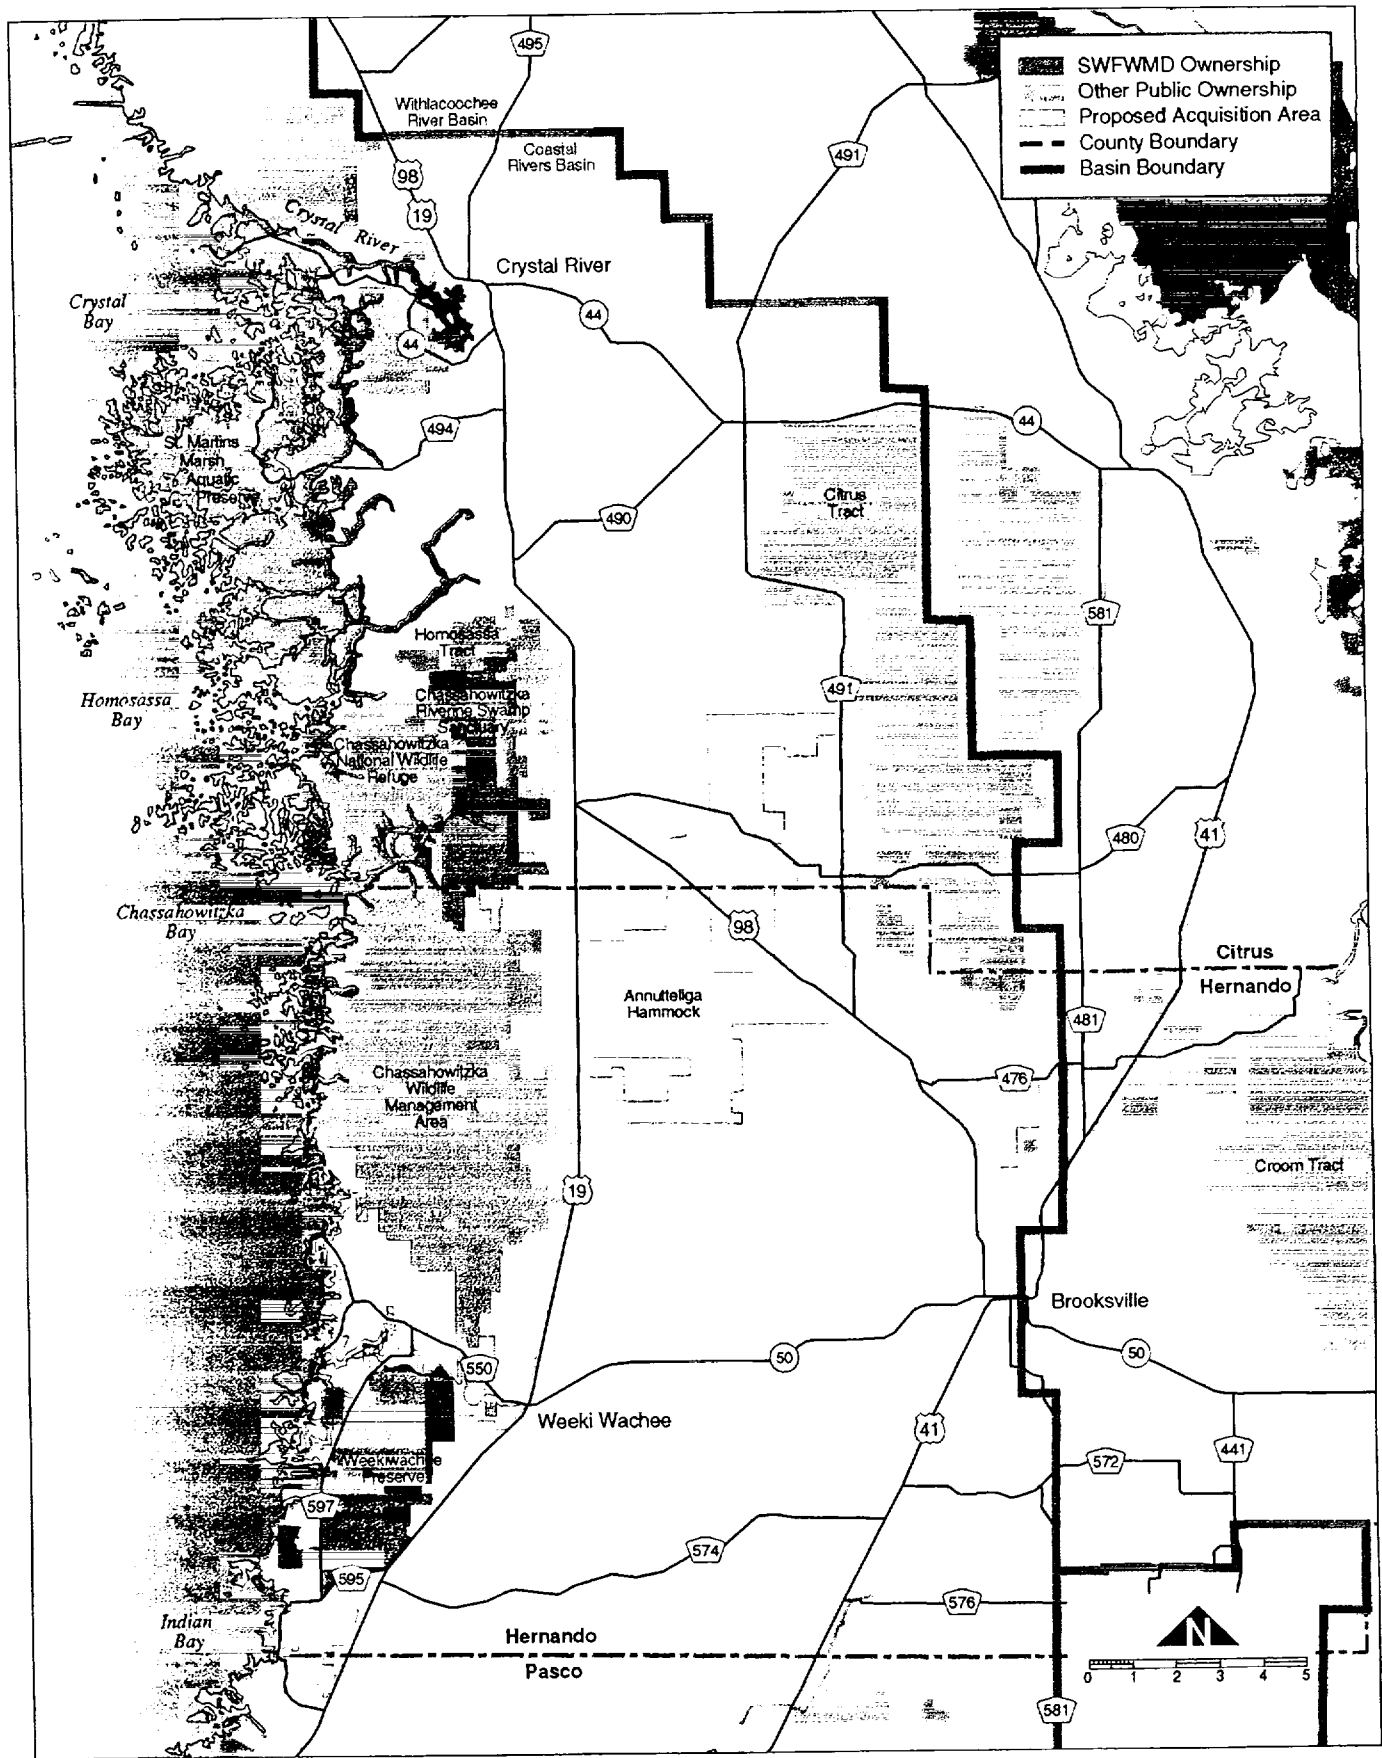 SWFWMD Ownership
Other Public Ownership
Proposed Acquisition Area
County Boundary
Basin Boundary
495
Withlacoochee
River Basin
Coastal
Rivers Basin
491
98
19
Crystal River
Crystal River
Crystal
Bay
44
44
494
44
St. Martins
Marsh
Aquatic
Preserve
Citrus
Tract
490
581
Homosassa
Tract
491
Chassahowitzka
Riverine Swamp
Sanctuary
Homosassa
Bay
Chassahowitzka
National Wildlife
Refuge
480
41
Chassahowitzka
Bay
98
Citrus
Hernando
Annutteliga
Hammock
481
476
Chassahowitzka
Wildlife
Management
Area
Croom Tract
19
Brooksville
50
50
550
Weeki Wachee
41
441
572
Weekiwachee
Preserve
597
574
595
576
Indian
Bay
Hernando
Pasco
N
0 1 2 3 4 5
581